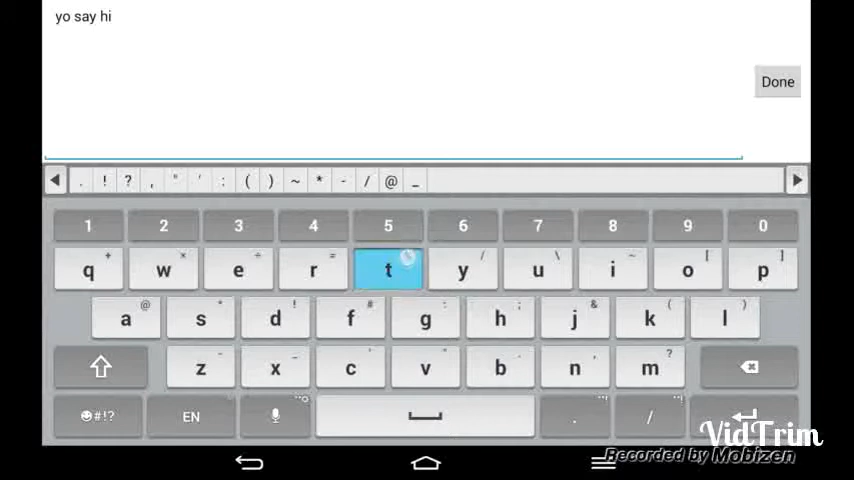 yo say hi
Done
. ! ? , " ' : ( ) ~ * - / @ _
1 2 3 4 5 6 7 8 9 0
+ × ÷ = / \ ~ [ ]
q w e r t y u i o p
@ * ! # : ; & ( )
a s d f g h j k l
- _ ' " . , ?
z x c v b n m
☺#!? EN . /
VidTrim
Recorded by Mobizen